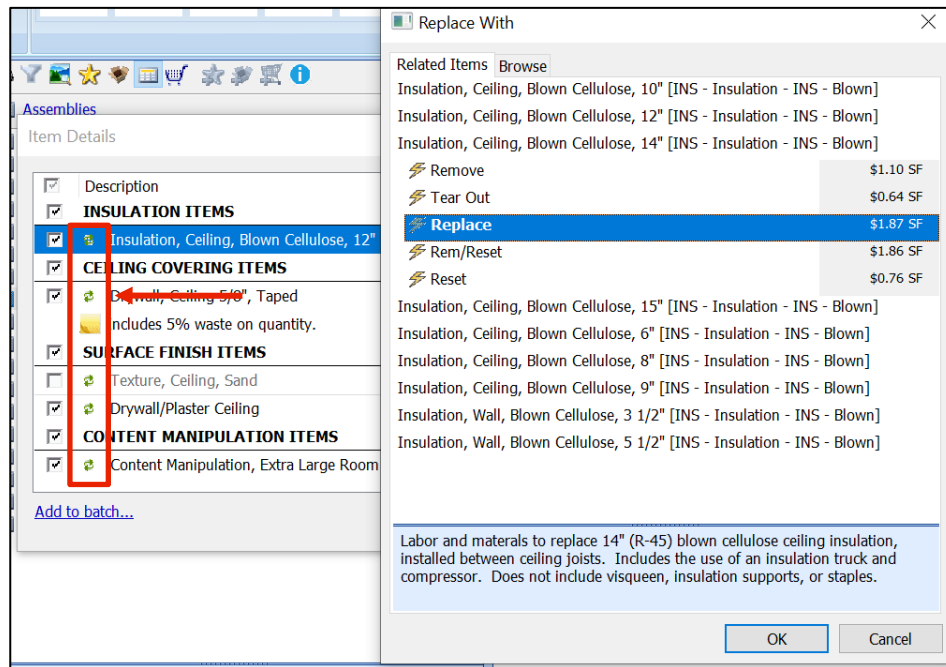 Replace With
Related Items Browse
Insulation, Ceiling, Blown Cellulose, 10" [INS - Insulation - INS - Blown]
Insulation, Ceiling, Blown Cellulose, 12" [INS - Insulation - INS - Blown]
Insulation, Ceiling, Blown Cellulose, 14" [INS - Insulation - INS - Blown]
Remove $1.10 SF
Tear Out $0.64 SF
Replace $1.87 SF
Rem/Reset $1.86 SF
Reset $0.76 SF
Insulation, Ceiling, Blown Cellulose, 15" [INS - Insulation - INS - Blown]
Insulation, Ceiling, Blown Cellulose, 6" [INS - Insulation - INS - Blown]
Insulation, Ceiling, Blown Cellulose, 8" [INS - Insulation - INS - Blown]
Insulation, Ceiling, Blown Cellulose, 9" [INS - Insulation - INS - Blown]
Insulation, Wall, Blown Cellulose, 3 1/2" [INS - Insulation - INS - Blown]
Insulation, Wall, Blown Cellulose, 5 1/2" [INS - Insulation - INS - Blown]
Labor and materals to replace 14" (R-45) blown cellulose ceiling insulation,
installed between ceiling joists. Includes the use of an insulation truck and
compressor. Does not include visqueen, insulation supports, or staples.
OK Cancel
Assemblies
Item Details
Description
INSULATION ITEMS
Insulation, Ceiling, Blown Cellulose, 12"
CEILING COVERING ITEMS
Drywall, Ceiling 5/8", Taped
Includes 5% waste on quantity.
SURFACE FINISH ITEMS
Texture, Ceiling, Sand
Drywall/Plaster Ceiling
CONTENT MANIPULATION ITEMS
Content Manipulation, Extra Large Room
Add to batch...